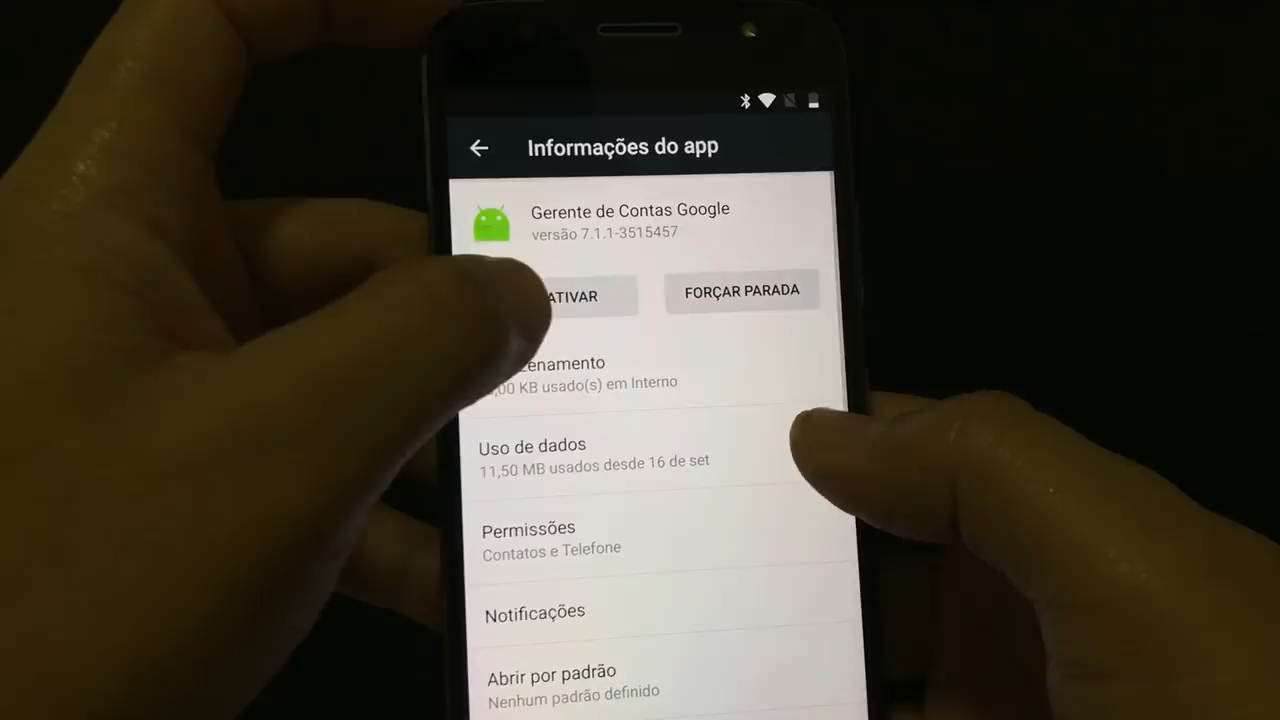 Informações do app
Gerente de Contas Google
versão 7.1.1-3515457
ATIVAR
FORÇAR PARADA
enamento
,00 KB usado(s) em Interno
Uso de dados
11,50 MB usados desde 16 de set
Permissões
Contatos e Telefone
Notificações
Abrir por padrão
Nenhum padrão definido